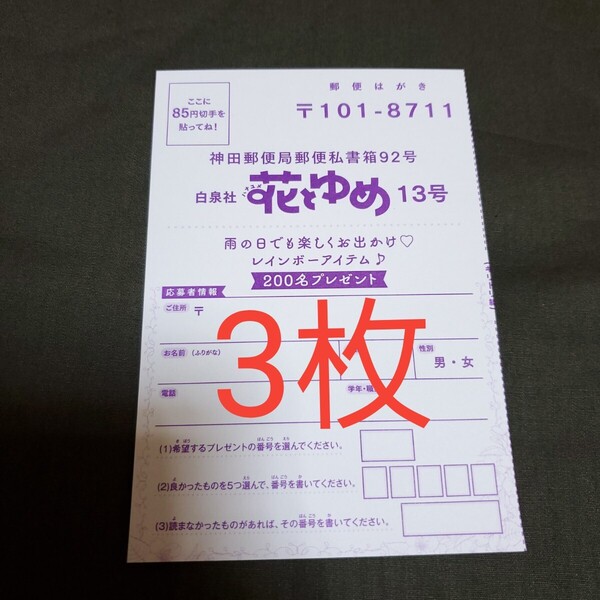 郵便はがき
ここに
85円切手を
貼ってね!
〒101-8711
神田郵便局郵便私書箱92号
白泉社 花とゆめ 13号
ハナユメ
雨の日でも楽しくお出かけ♡
レインボーアイテム♪
200名プレゼント
応募者情報
ご住所 〒
お名前 (ふりがな)
性別
男・女
電話
学年・職
3枚
(1)希望するプレゼントの番号を選んでください。
(2)良かったものを5つ選んで、番号を書いてください。
(3)読まなかったものがあれば、その番号を書いてください。